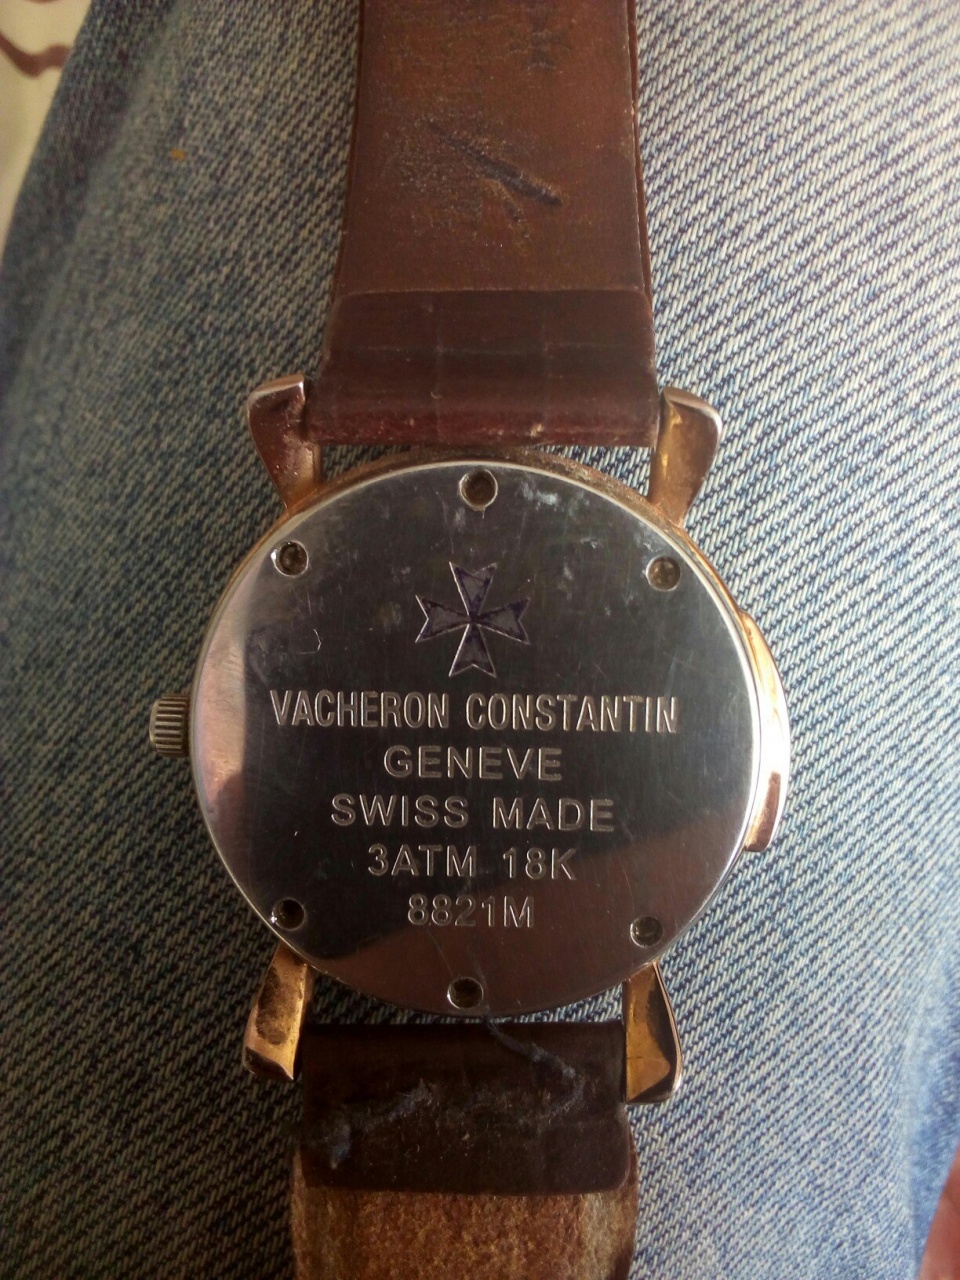 VACHERON CONSTANTIN
GENEVE
SWISS MADE
3ATM 18K
8821M